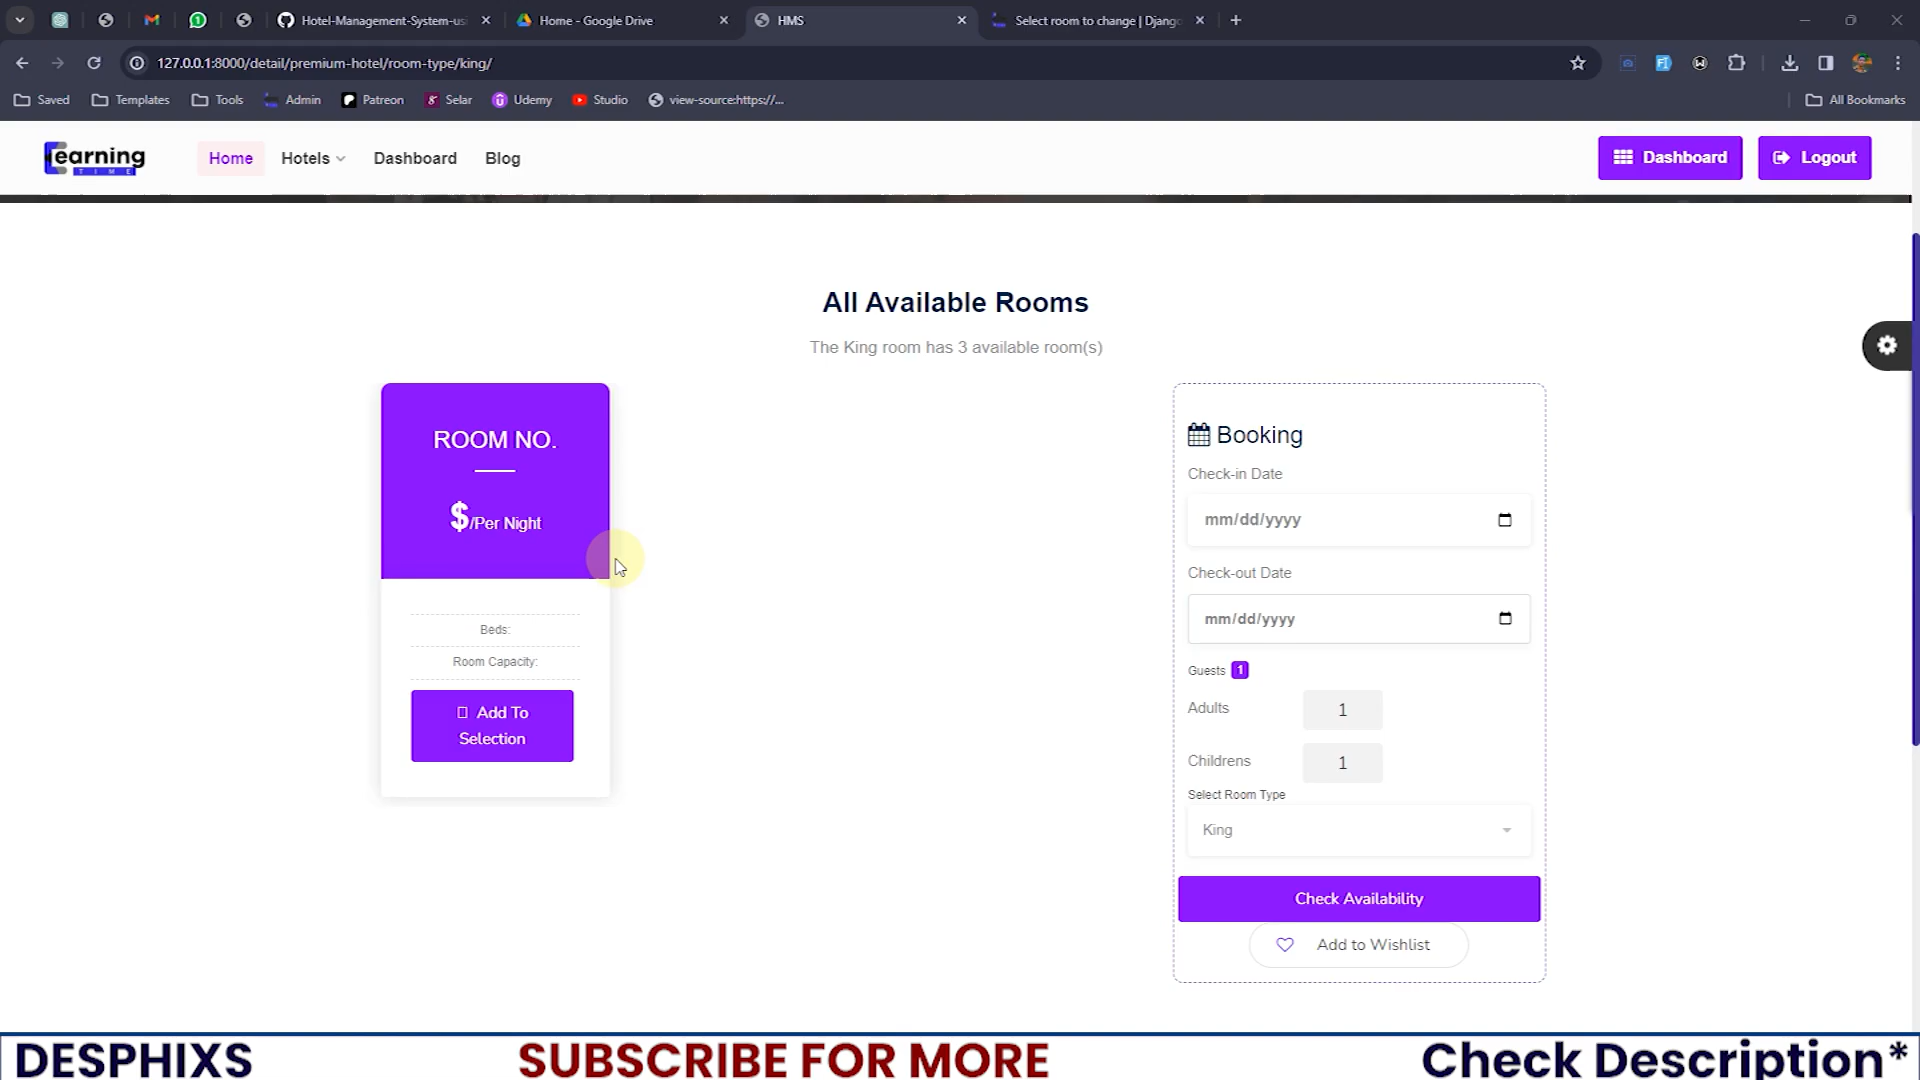 Hotel-Management-System-usi
Home - Google Drive
HMS
Select room to change | Django
127.0.0.1:8000/detail/premium-hotel/room-type/king/
Saved
Templates
Tools
Admin
Patreon
Selar
Udemy
Studio
view-source:https://...
All Bookmarks
Learning
TIME
Home
Hotels
Dashboard
Blog
Dashboard
Logout
All Available Rooms
The King room has 3 available room(s)
ROOM NO.
$/Per Night
Beds:
Room Capacity:
Add To
Selection
Booking
Check-in Date
mm/dd/yyyy
Check-out Date
mm/dd/yyyy
Guests 1
Adults 1
Childrens 1
Select Room Type
King
Check Availability
Add to Wishlist
DESPHIXS
SUBSCRIBE FOR MORE
Check Description*